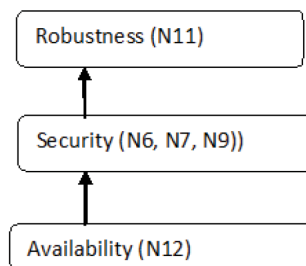 Robustness (N11)
Security (N6, N7, N9))
Availability (N12)